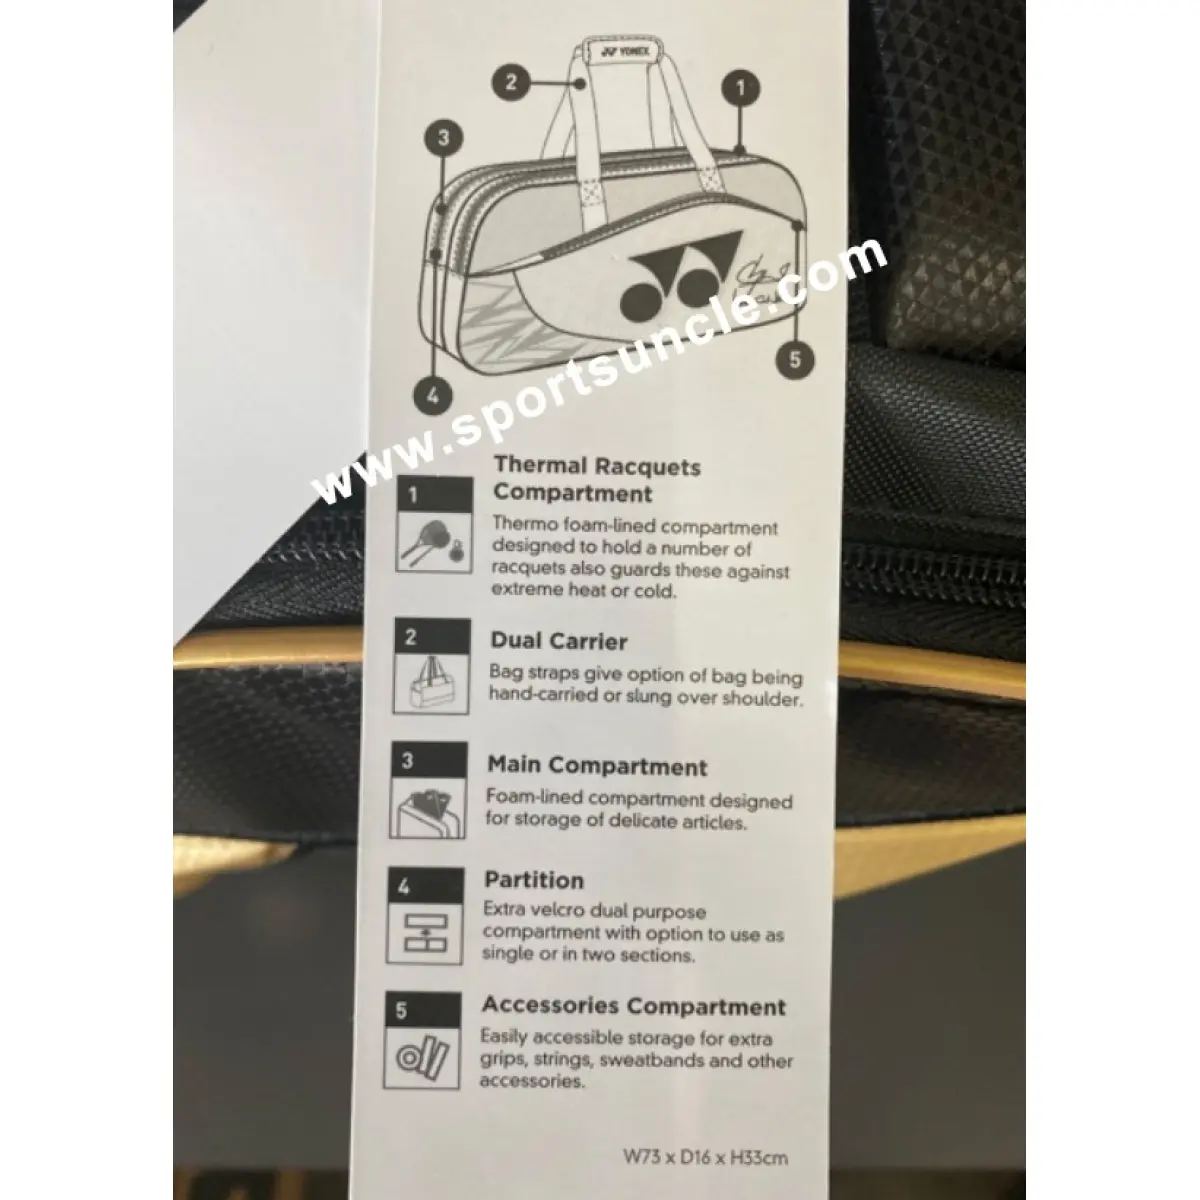 YONEX
2
1
3
5
4
www.sportsuncle.com
1
Thermal Racquets
Compartment
Thermo foam-lined compartment
designed to hold a number of
racquets also guards these against
extreme heat or cold.
2
Dual Carrier
Bag straps give option of bag being
hand-carried or slung over shoulder.
3
Main Compartment
Foam-lined compartment designed
for storage of delicate articles.
4
Partition
Extra velcro dual purpose
compartment with option to use as
single or in two sections.
5
Accessories Compartment
Easily accessible storage for extra
grips, strings, sweatbands and other
accessories.
W73 x D16 x H33cm